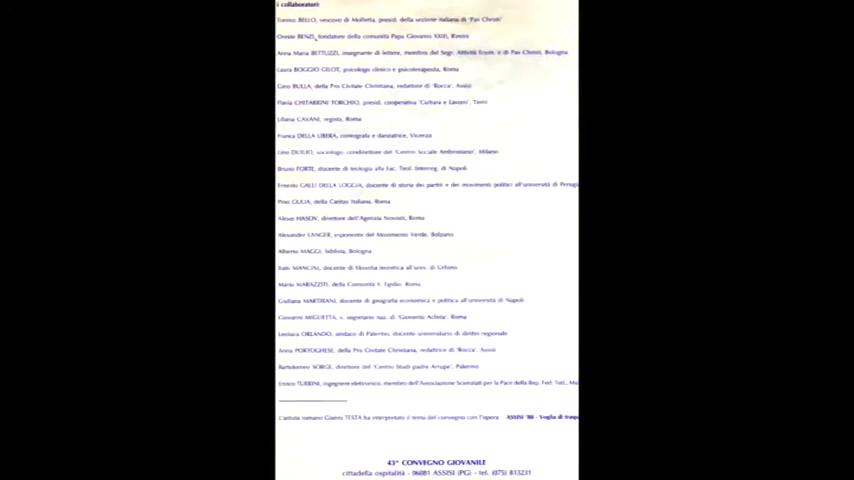 i collaboratori:
Tonino BELLO, vescovo di Molfetta, presid. della sezione italiana di 'Pax Christi'
Oreste BENZI, fondatore della comunità Papa Giovanni XXIII, Rimini
Anna Maria BETTUZZI, insegnante di lettere, membro del Segr. Attività Ecum. e di Pax Christi, Bologna
Laura BOGGIO GILOT, psicologo clinico e psicoterapeuta, Roma
Gino BULLA, della Pro Civitate Christiana, redattore di 'Rocca', Assisi
Flavia CHITARRINI TORCHIO, presid. cooperativa 'Cultura e Lavoro', Terni
Liliana CAVANI, regista, Roma
Franca DELLA LIBERA, coreografa e danzatrice, Vicenza
Lino DUILIO, sociologo, condirettore del 'Centro Sociale Ambrosiano', Milano
Bruno FORTE, docente di teologia alla Fac. Teol. Interreg. di Napoli
Ernesto GALLI DELLA LOGGIA, docente di storia dei partiti e dei movimenti politici all'università di Perugia
Pino GULIA, della Caritas Italiana, Roma
Alexei direttore dell'Agenzia Novosti, Roma
Alexander LANGER, esponente del Movimento Verde, Bolzano
Alberto MAGGI, biblista, Bologna
Italo MANCINI, docente di filosofia teoretica all'univ. di Urbino
Mario MARAZZITI, della Comunità S. Egidio, Roma
Giuliana MARTIRANI, docente di geografia economica e politica all'università di Napoli
Giovanni v. segretario naz. di 'Gioventù Aclista', Roma
Leoluca ORLANDO, sindaco di Palermo, docente universitario di diritto regionale
Anna PORTOGHESE, della Pro Civitate Christiana, redattrice di 'Rocca', Assisi
Bartolomeo SORGE, direttore del 'Centro Studi padre Arrupe', Palermo
Enrico TURRINI, ingegnere elettronico, membro dell'Associazione Scienziati per la Pace della Rep. Fed. Ted.,
L'artista romano Gianni TESTA ha interpretato il tema del convegno con l'opera ASSISI '88 - Voglia di
43° CONVEGNO GIOVANILE
cittadella ospitalità - 06081 ASSISI (PG) - tel. (075) 813231